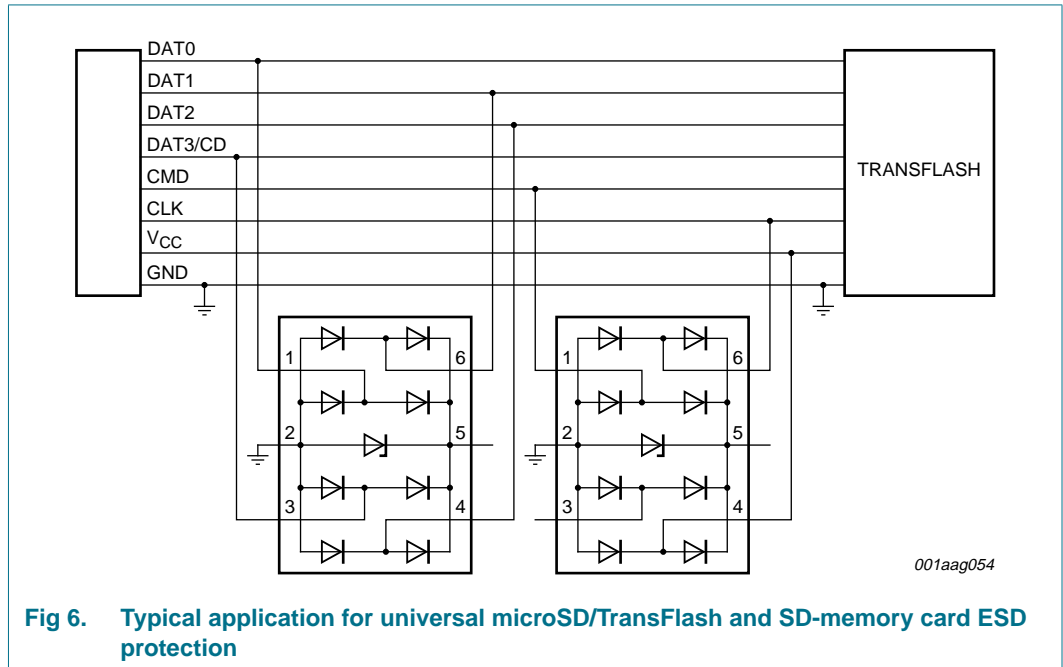 DAT0
DAT1
DAT2
DAT3/CD
CMD
CLK
VCC
GND
TRANSFLASH
1
6
2
5
3
4
1
6
2
5
3
4
001aag054
Fig 6. Typical application for universal microSD/TransFlash and SD-memory card ESD
protection